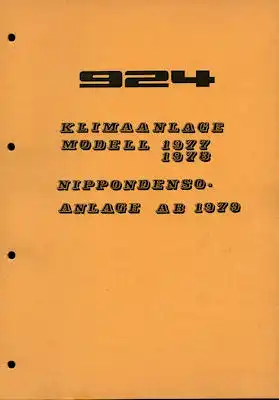 924
KLIMAANLAGE
MODELL 1977
1978
NIPPONDENSO-
ANLAGE AB 1979